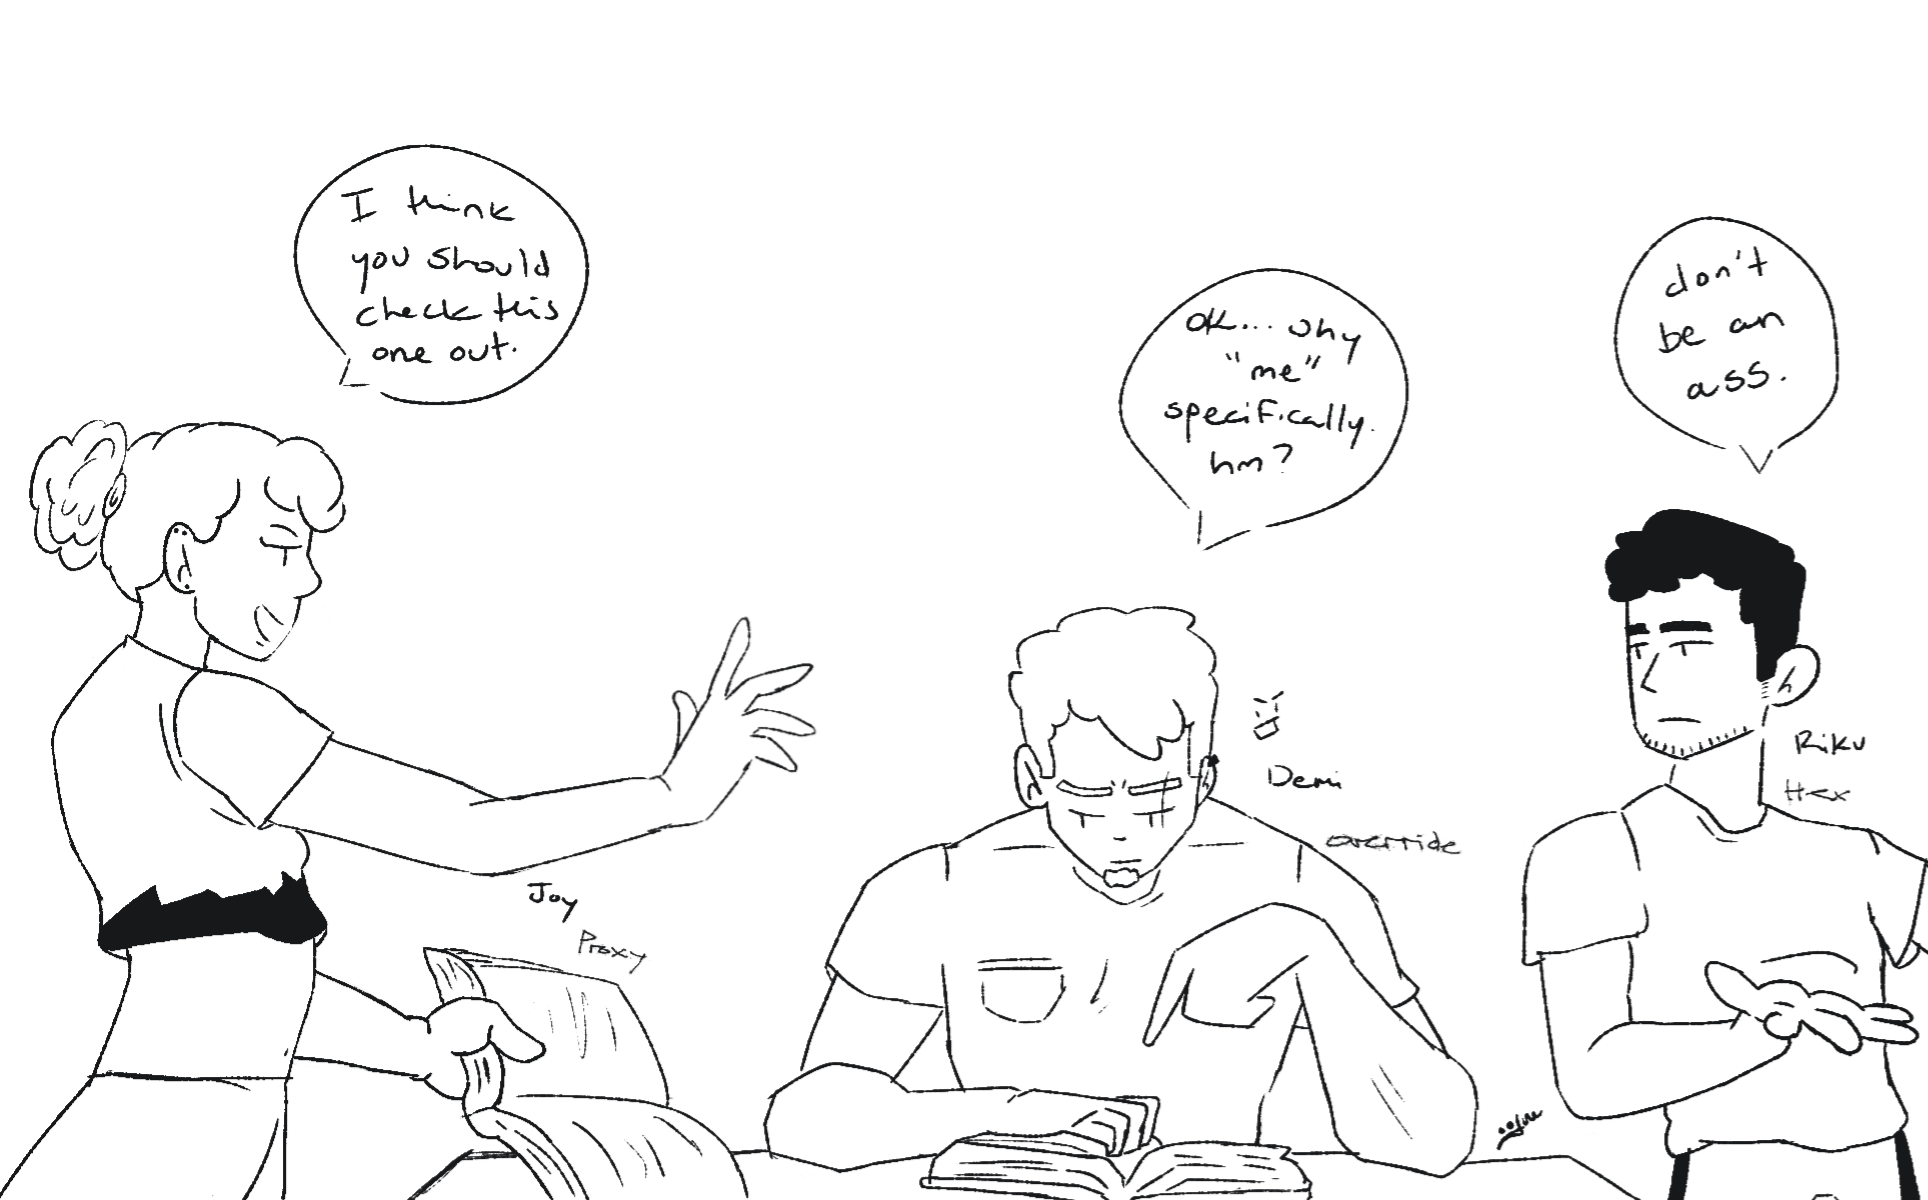 I think
you should
check this
one out.
OK... why
"me"
specifically.
hm?
don't
be an
ass.
Joy
Proxy
Demi
override
Riku
Hex